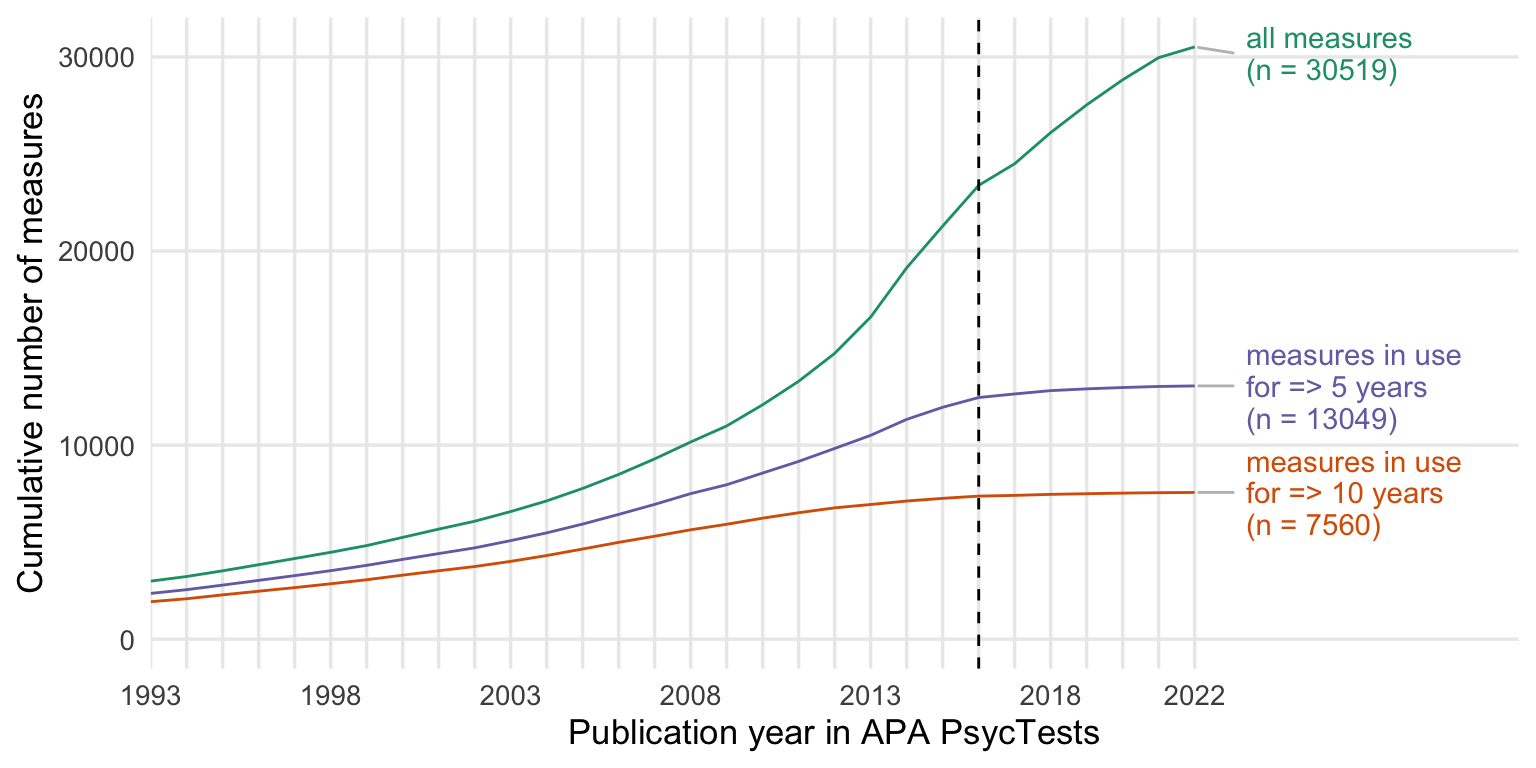 Cumulative number of measures
30000
20000
10000
0
1993
1998
2003
2008
2013
2018
2022
Publication year in APA PsycTests
all measures
(n = 30519)
measures in use
for => 5 years
(n = 13049)
measures in use
for => 10 years
(n = 7560)